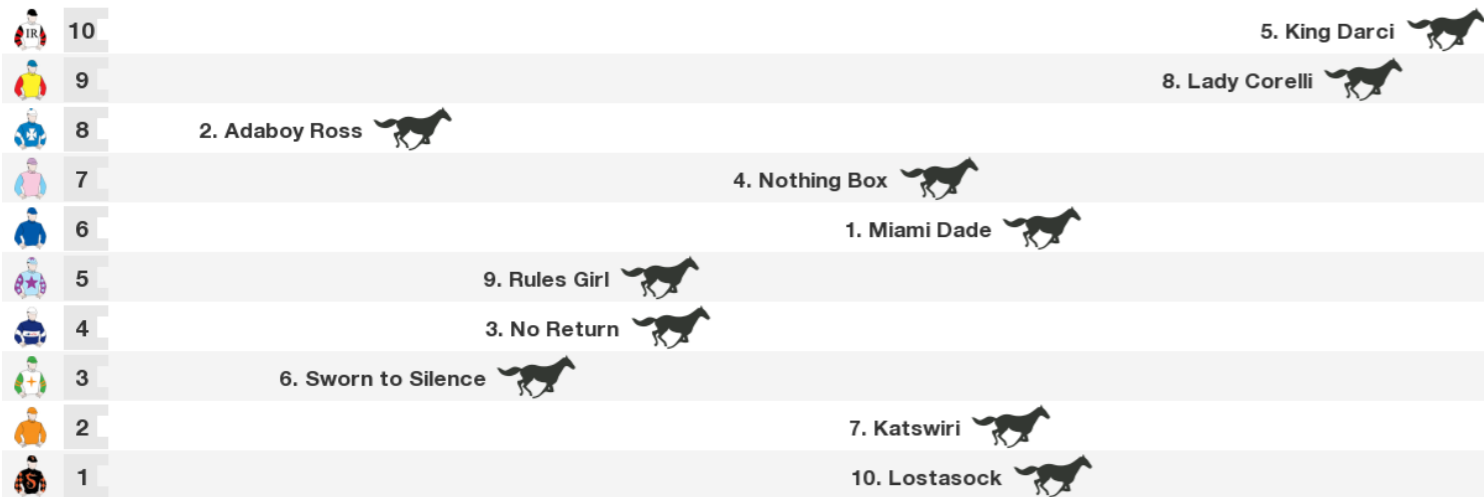 IR 10 5. King Darci
9 8. Lady Corelli
8 2. Adaboy Ross
7 4. Nothing Box
6 1. Miami Dade
5 9. Rules Girl
4 3. No Return
3 6. Sworn to Silence
2 7. Katswiri
S 1 10. Lostasock